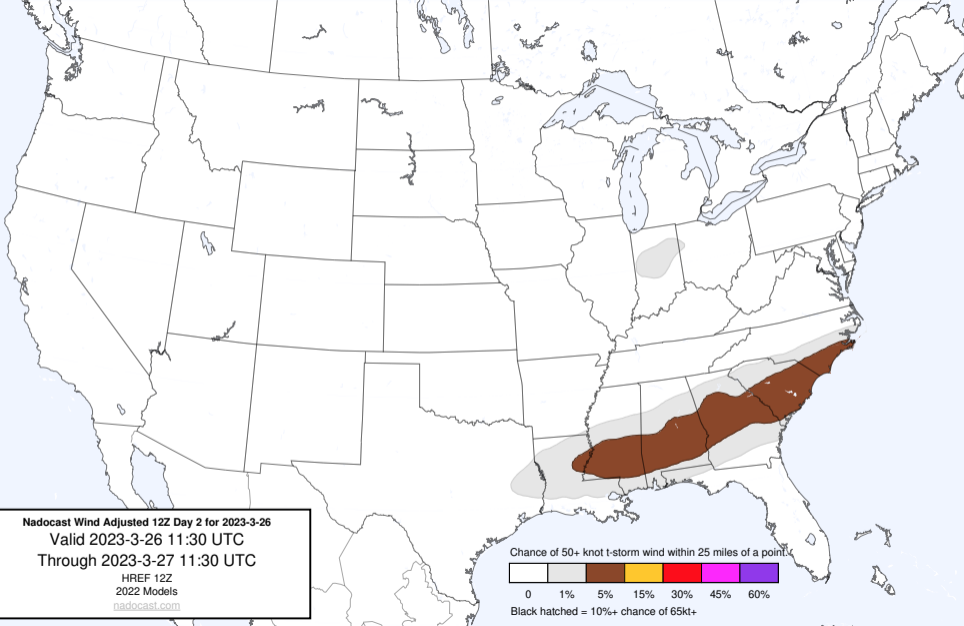 Nadocast Wind Adjusted 12Z Day 2 for 2023-3-26
Valid 2023-3-26 11:30 UTC
Through 2023-3-27 11:30 UTC
HREF 12Z
2022 Models
nadocast.com
Chance of 50+ knot t-storm wind within 25 miles of a point.
0 1% 5% 15% 30% 45% 60%
Black hatched = 10%+ chance of 65kt+